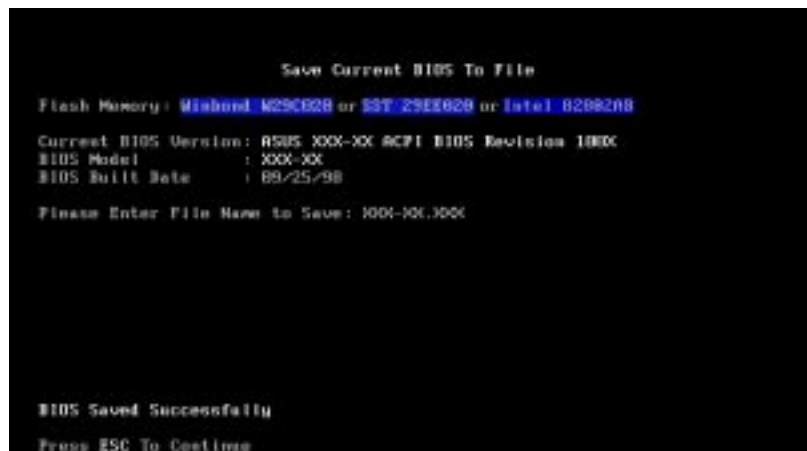 Save Current BIOS To File
Flash Memory: Winbond W29C020 or SST 29EE020 or Intel 82802AB
Current BIOS Version: ASUS XXX-XX ACPI BIOS Revision 100X
BIOS Model : XXX-XX
BIOS Built Date : 09/25/98
Please Enter File Name to Save: XXX-XX.XXX
BIOS Saved Successfully
Press ESC To Continue